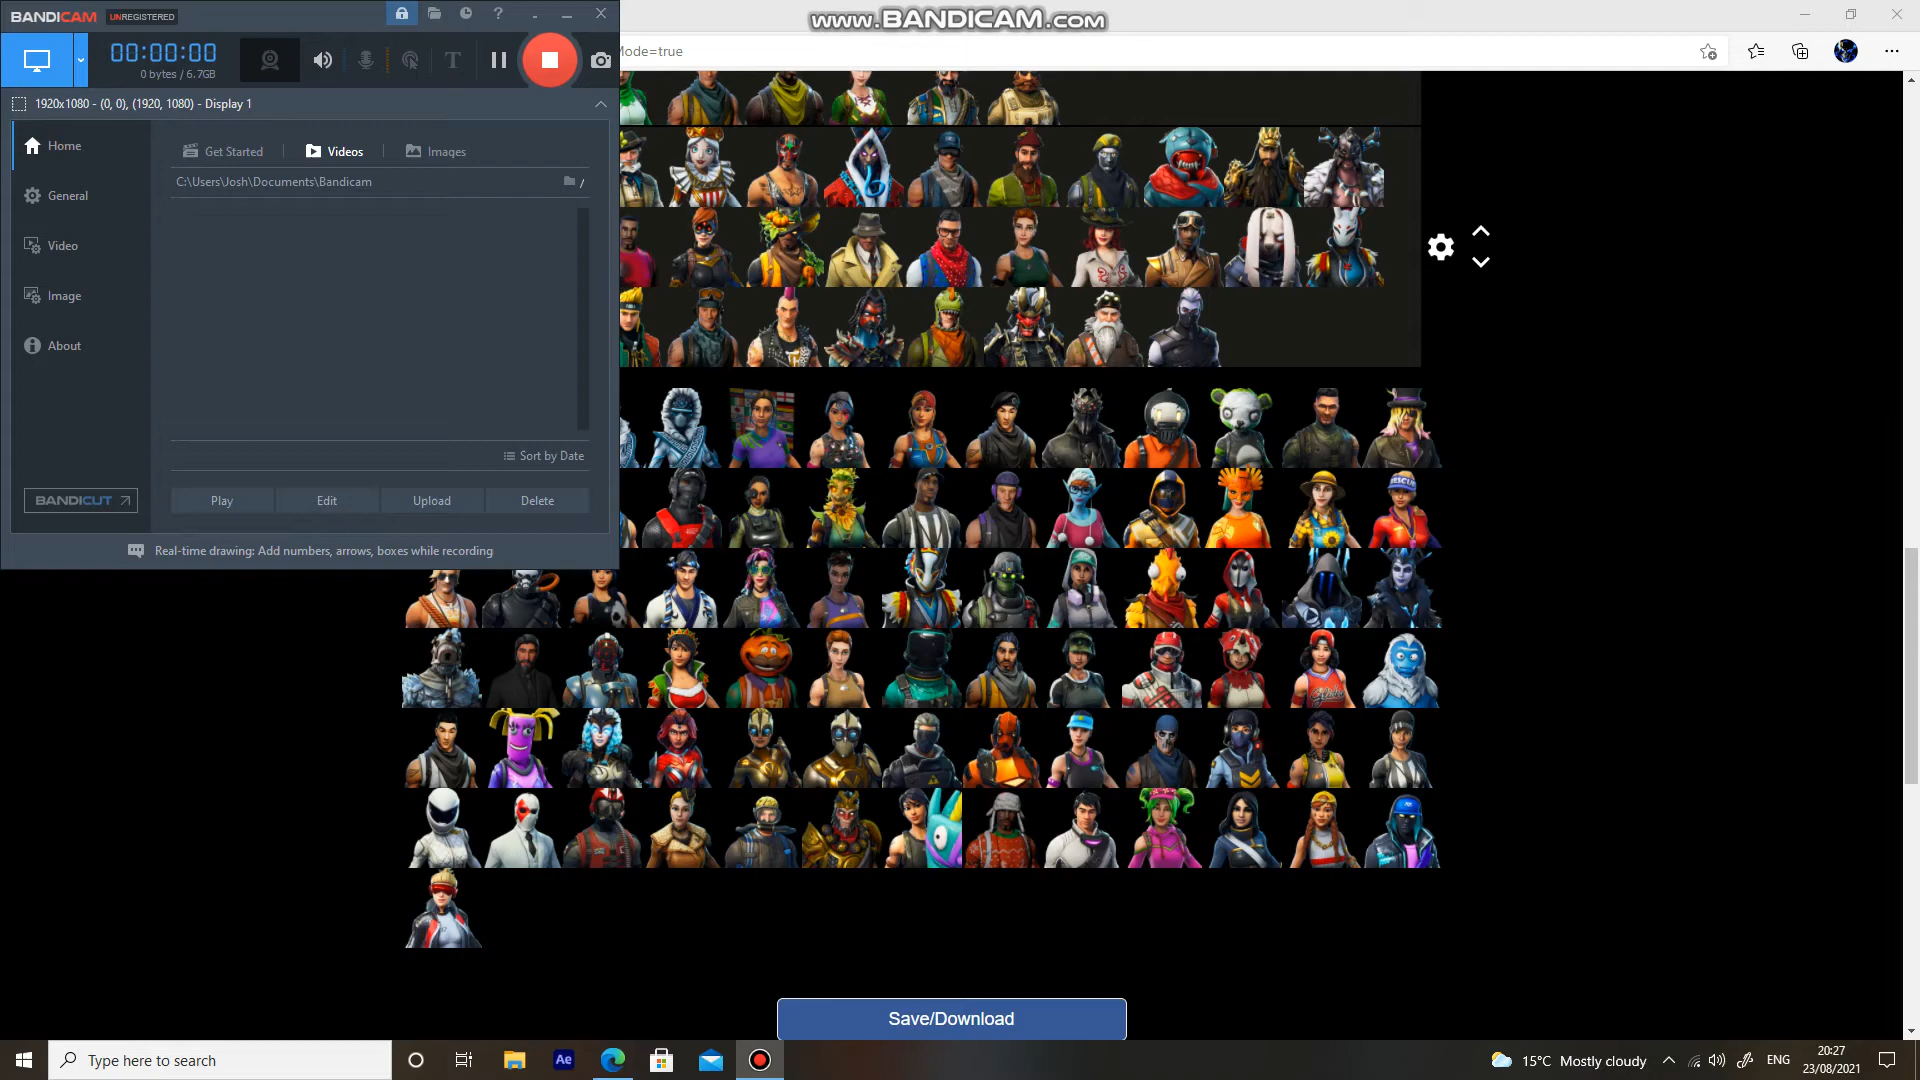 BANDICAM UNREGISTERED
www.BANDICAM.com
Mode=true
00:00:00
0 bytes / 6.7GB
1920x1080 - (0, 0), (1920, 1080) - Display 1
Home
General
Video
Image
About
Get Started
Videos
Images
C:\Users\Josh\Documents\Bandicam
Sort by Date
Play
Edit
Upload
Delete
BANDICUT
Real-time drawing: Add numbers, arrows, boxes while recording
RESCUE
Save/Download
Type here to search
Ae
15°C Mostly cloudy
ENG
20:27
23/08/2021